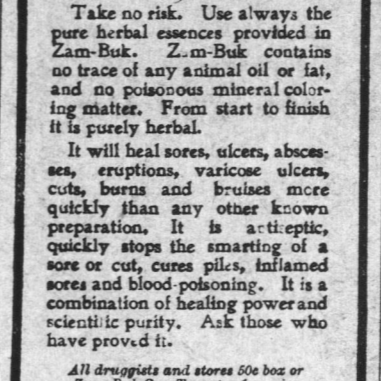 Take no risk. Use always the
pure herbal essences provided in
Zam-Buk. Zam-Buk contains
no trace of any animal oil or fat,
and no poisonous mineral color-
ing matter. From start to finish
it is purely herbal.
It will heal sores, ulcers, absces-
ses, eruptions, varicose ulcers,
cuts, burns and bruises more
quickly than any other known
preparation. It is antiseptic,
quickly stops the smarting of a
sore or cut, cures piles, inflamed
sores and blood-poisoning. It is a
combination of healing power and
scientific purity. Ask those who
have proved it.
All druggists and stores 50c box or